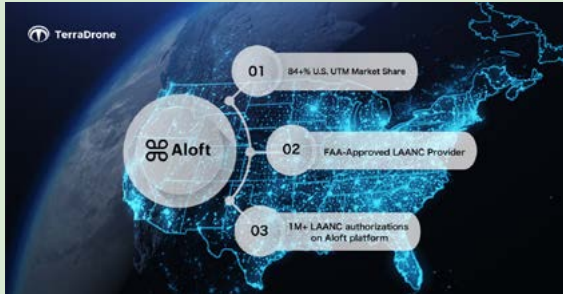 TerraDrone
01
84+% U.S. UTM Market Share
Aloft
02
FAA-Approved LAANC Provider
03
1M+ LAANC authorizations
on Aloft platform